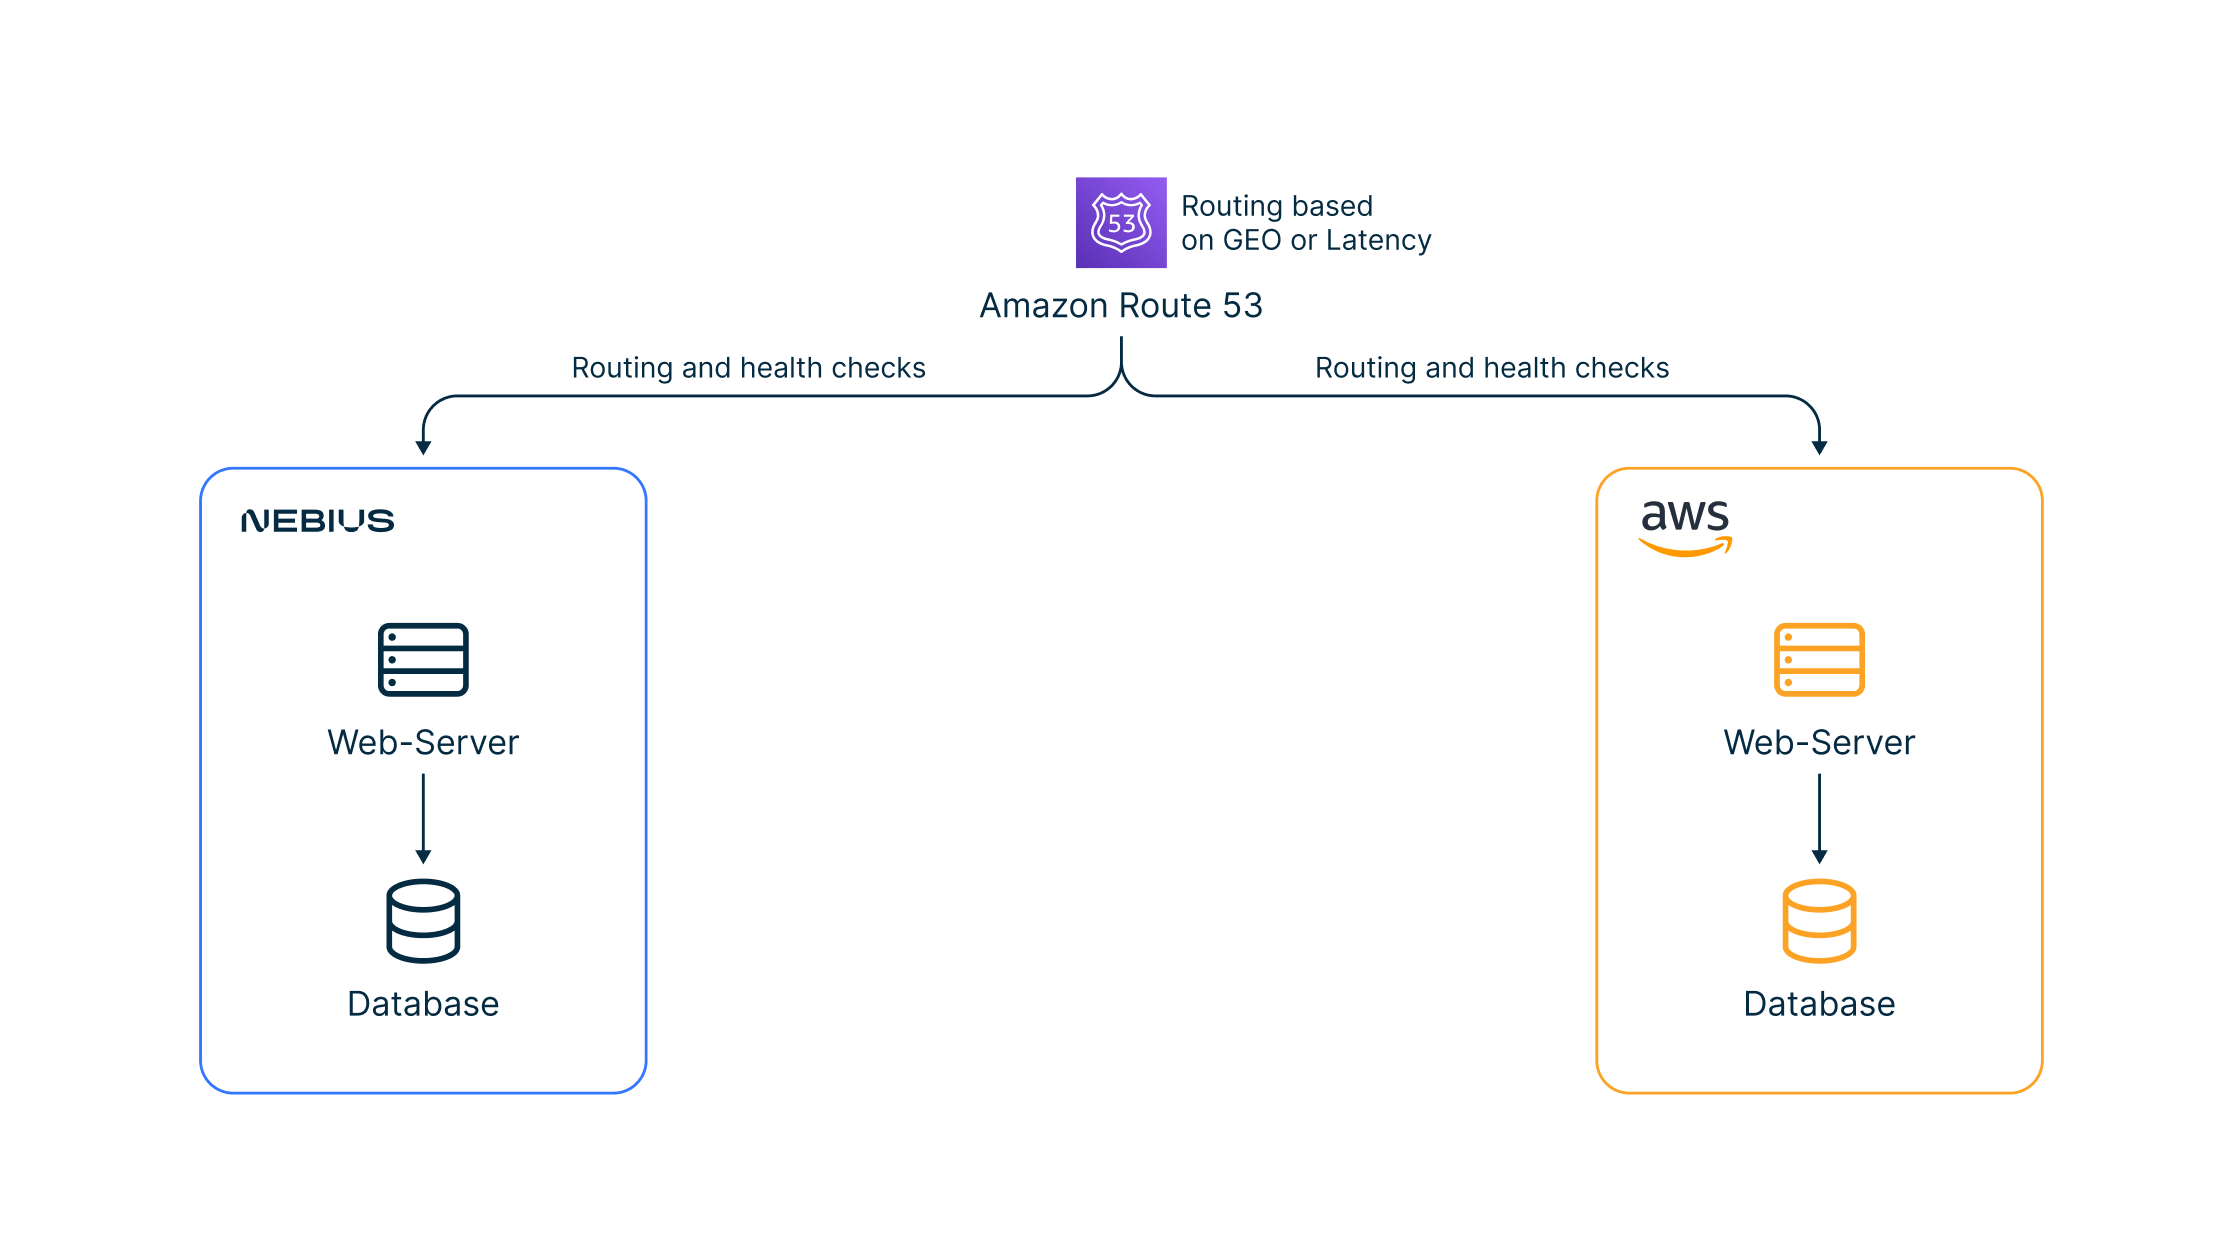 53
Routing based
on GEO or Latency
Amazon Route 53
Routing and health checks
Routing and health checks
NEBIUS
aws
Web-Server
Web-Server
Database
Database